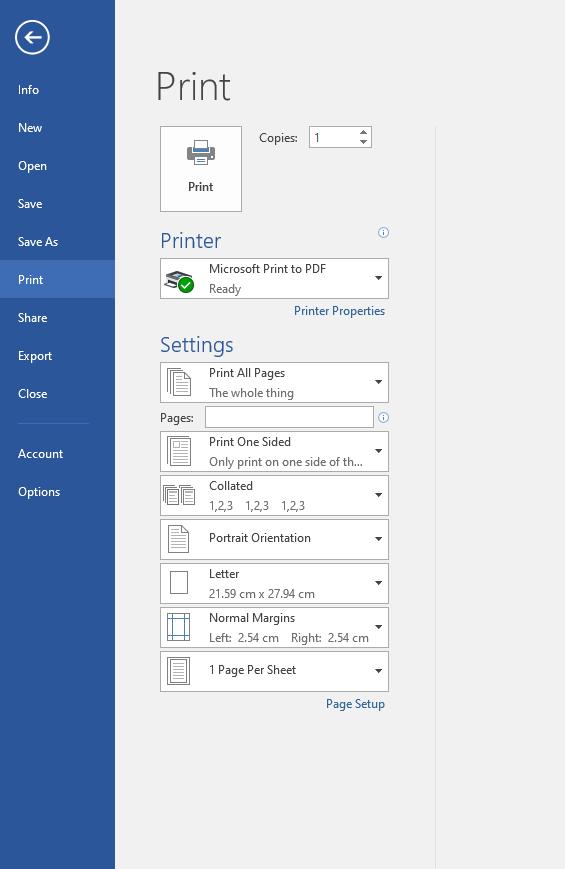 Info
New
Open
Save
Save As
Print
Share
Export
Close
Account
Options
Print
Print
Copies: 1
Printer
Microsoft Print to PDF
Ready
Printer Properties
Settings
Print All Pages
The whole thing
Pages:
Print One Sided
Only print on one side of th...
Collated
1,2,3 1,2,3 1,2,3
Portrait Orientation
Letter
21.59 cm x 27.94 cm
Normal Margins
Left: 2.54 cm Right: 2.54 cm
1 Page Per Sheet
Page Setup